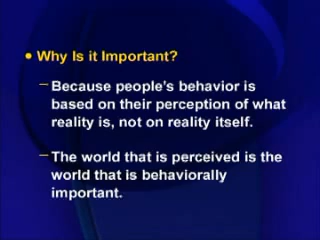 • Why Is it Important?
– Because people's behavior is
based on their perception of what
reality is, not on reality itself.
– The world that is perceived is the
world that is behaviorally
important.